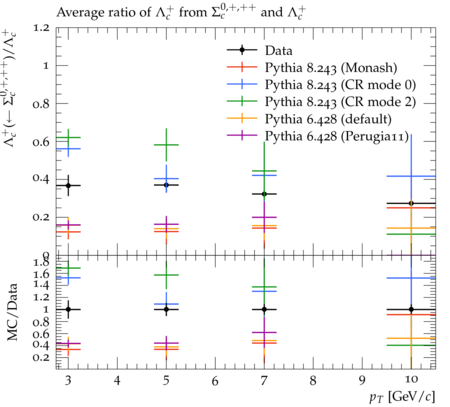 Average ratio of Λc+ from Σc0,+,++ and Λc+
Λc+(← Σc0,+,++)/Λc+
1.2
1
0.8
0.6
0.4
0.2
0
Data
Pythia 8.243 (Monash)
Pythia 8.243 (CR mode 0)
Pythia 8.243 (CR mode 2)
Pythia 6.428 (default)
Pythia 6.428 (Perugia11)
MC/Data
1.8
1.6
1.4
1.2
1
0.8
0.6
0.4
0.2
3 4 5 6 7 8 9 10
pT [GeV/c]